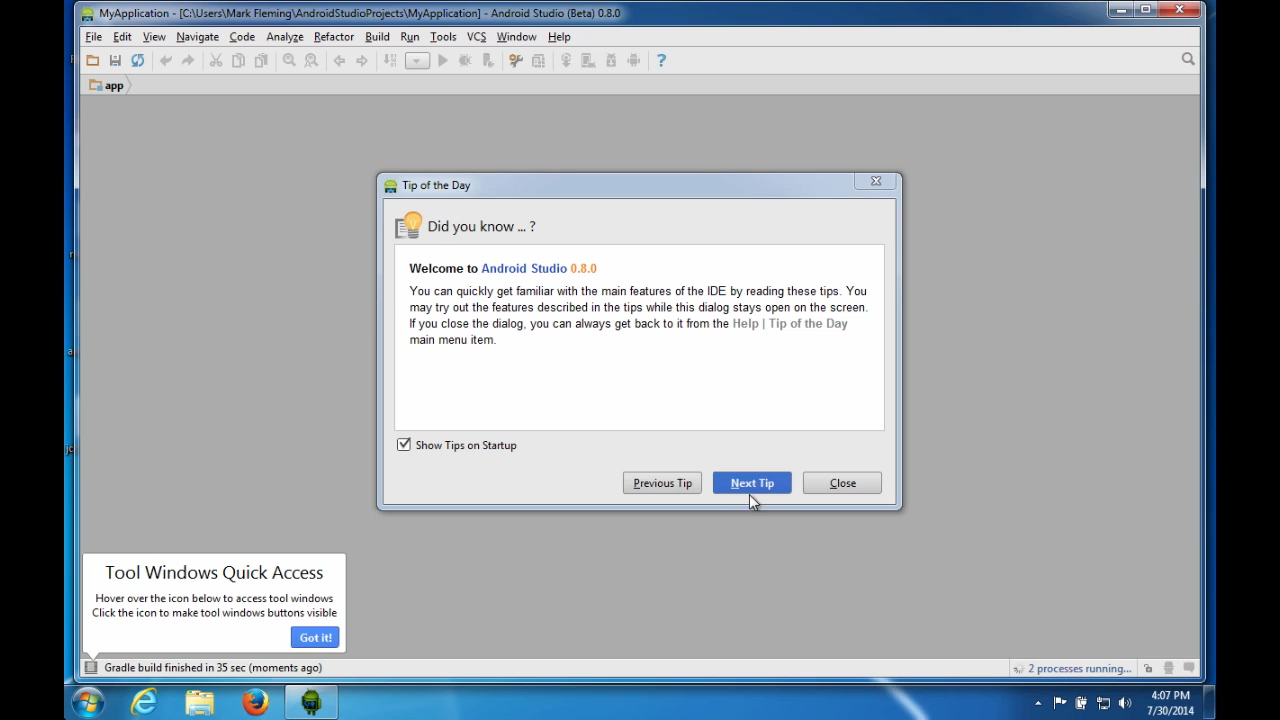 MyApplication - [C:\Users\Mark Fleming\AndroidStudioProjects\MyApplication] - Android Studio (Beta) 0.8.0
File Edit View Navigate Code Analyze Refactor Build Run Tools VCS Window Help
app
Tip of the Day
Did you know ... ?
Welcome to Android Studio 0.8.0
You can quickly get familiar with the main features of the IDE by reading these tips. You
may try out the features described in the tips while this dialog stays open on the screen.
If you close the dialog, you can always get back to it from the Help | Tip of the Day
main menu item.
Show Tips on Startup
Previous Tip Next Tip Close
Tool Windows Quick Access
Hover over the icon below to access tool windows
Click the icon to make tool windows buttons visible
Got it!
Gradle build finished in 35 sec (moments ago)
2 processes running...
4:07 PM
7/30/2014